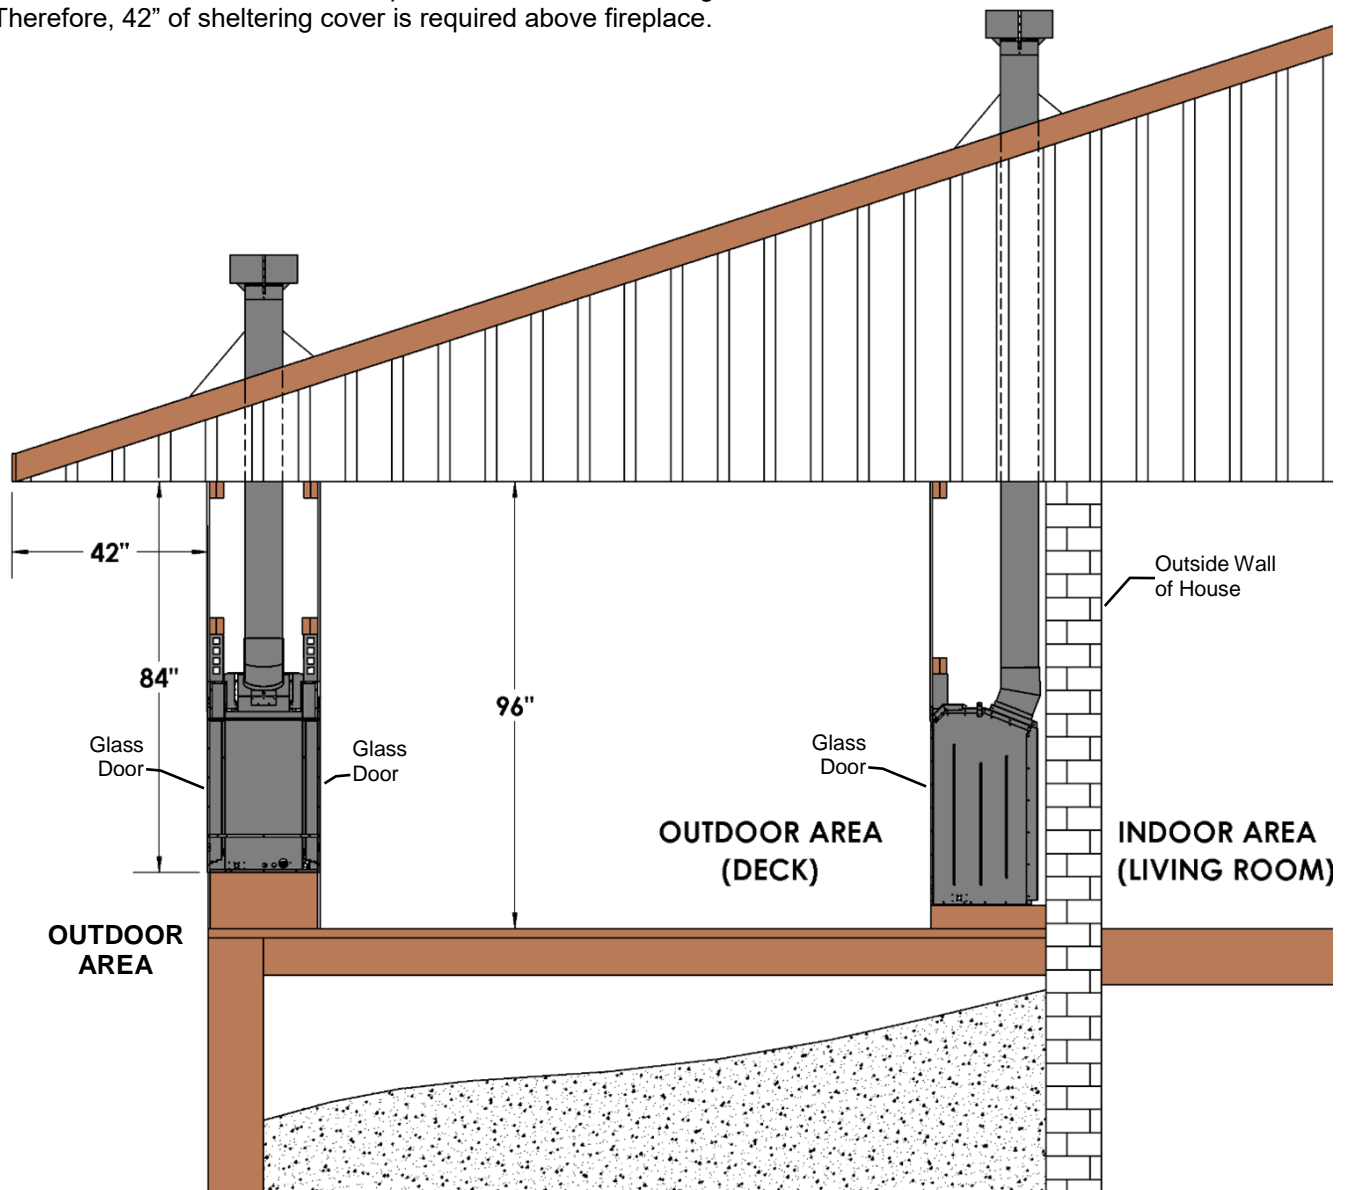 Therefore, 42” of sheltering cover is required above fireplace.
42"
Outside Wall
of House
84"
96"
Glass
Door
Glass
Door
Glass
Door
OUTDOOR AREA
(DECK)
INDOOR AREA
(LIVING ROOM)
OUTDOOR
AREA